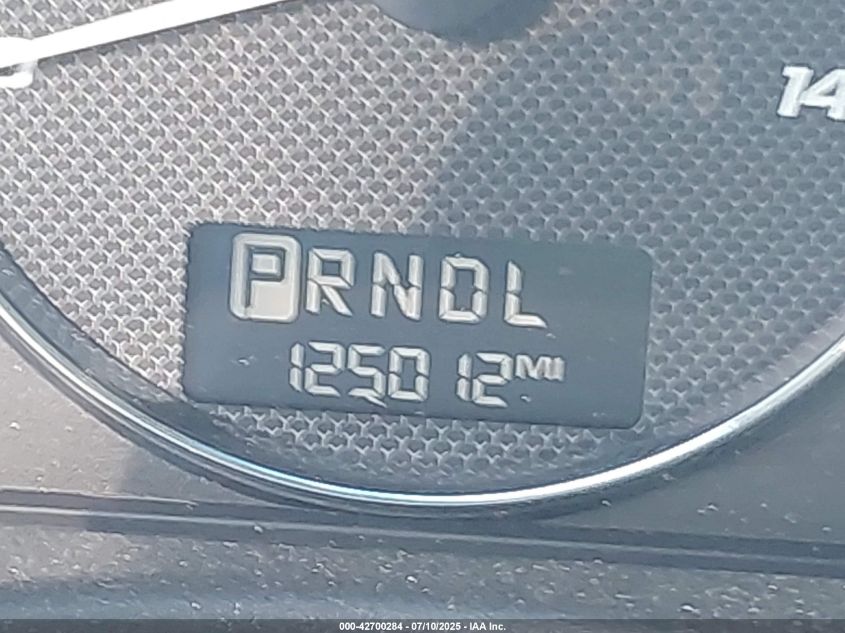 14
PRNDL
125012 MI
000-42700284 - 07/10/2025 - IAA Inc.